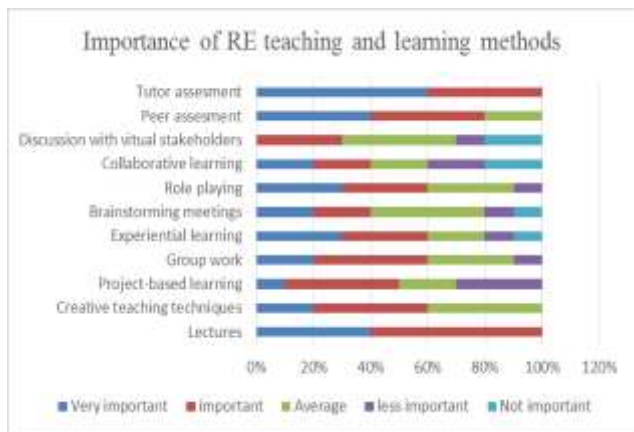 Importance of RE teaching and learning methods
Tutor assesment
Peer assesment
Discussion with vitual stakeholders
Collaborative learning
Role playing
Brainstorming meetings
Experiential learning
Group work
Project-based learning
Creative teaching techniques
Lectures
0% 20% 40% 60% 80% 100% 120%
Very important important Average less important Not important